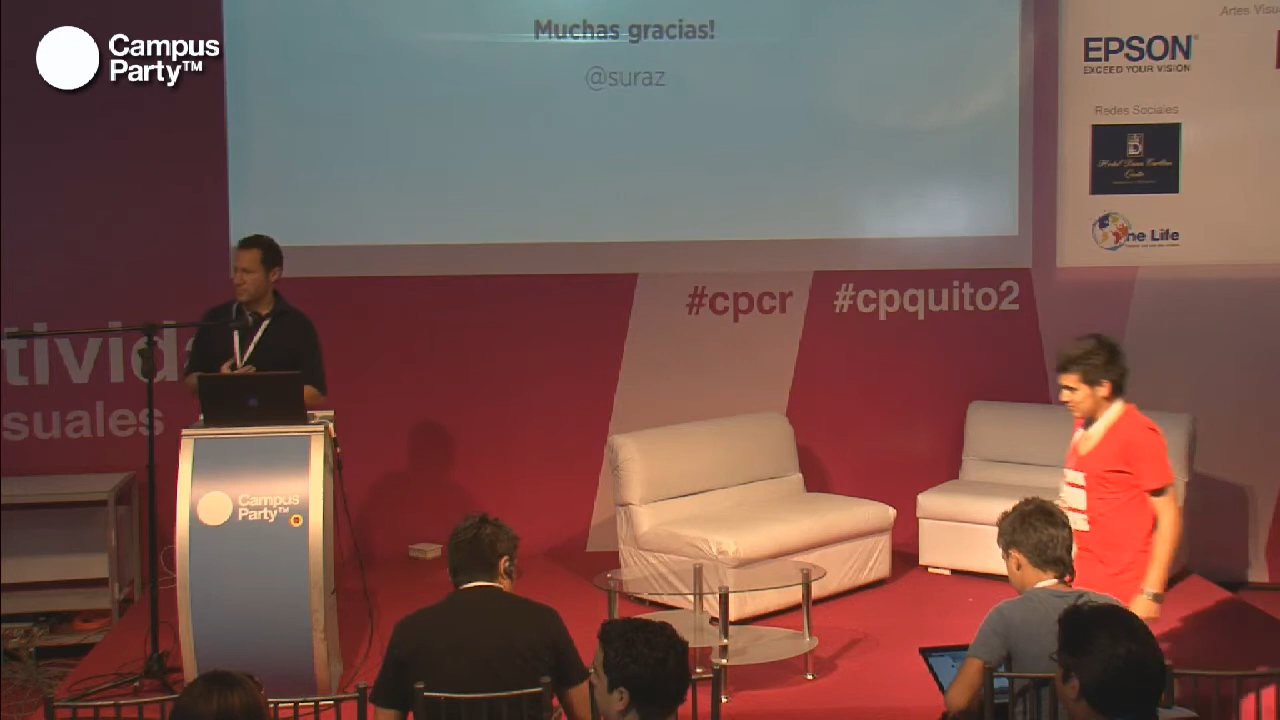 Campus
Party™
Muchas gracias!
@suraz
Artes Visu
EPSON
EXCEED YOUR VISION
Redes Sociales
ne Life
#cpcr
#cpquito2
tivida
suales
Campus
Party™